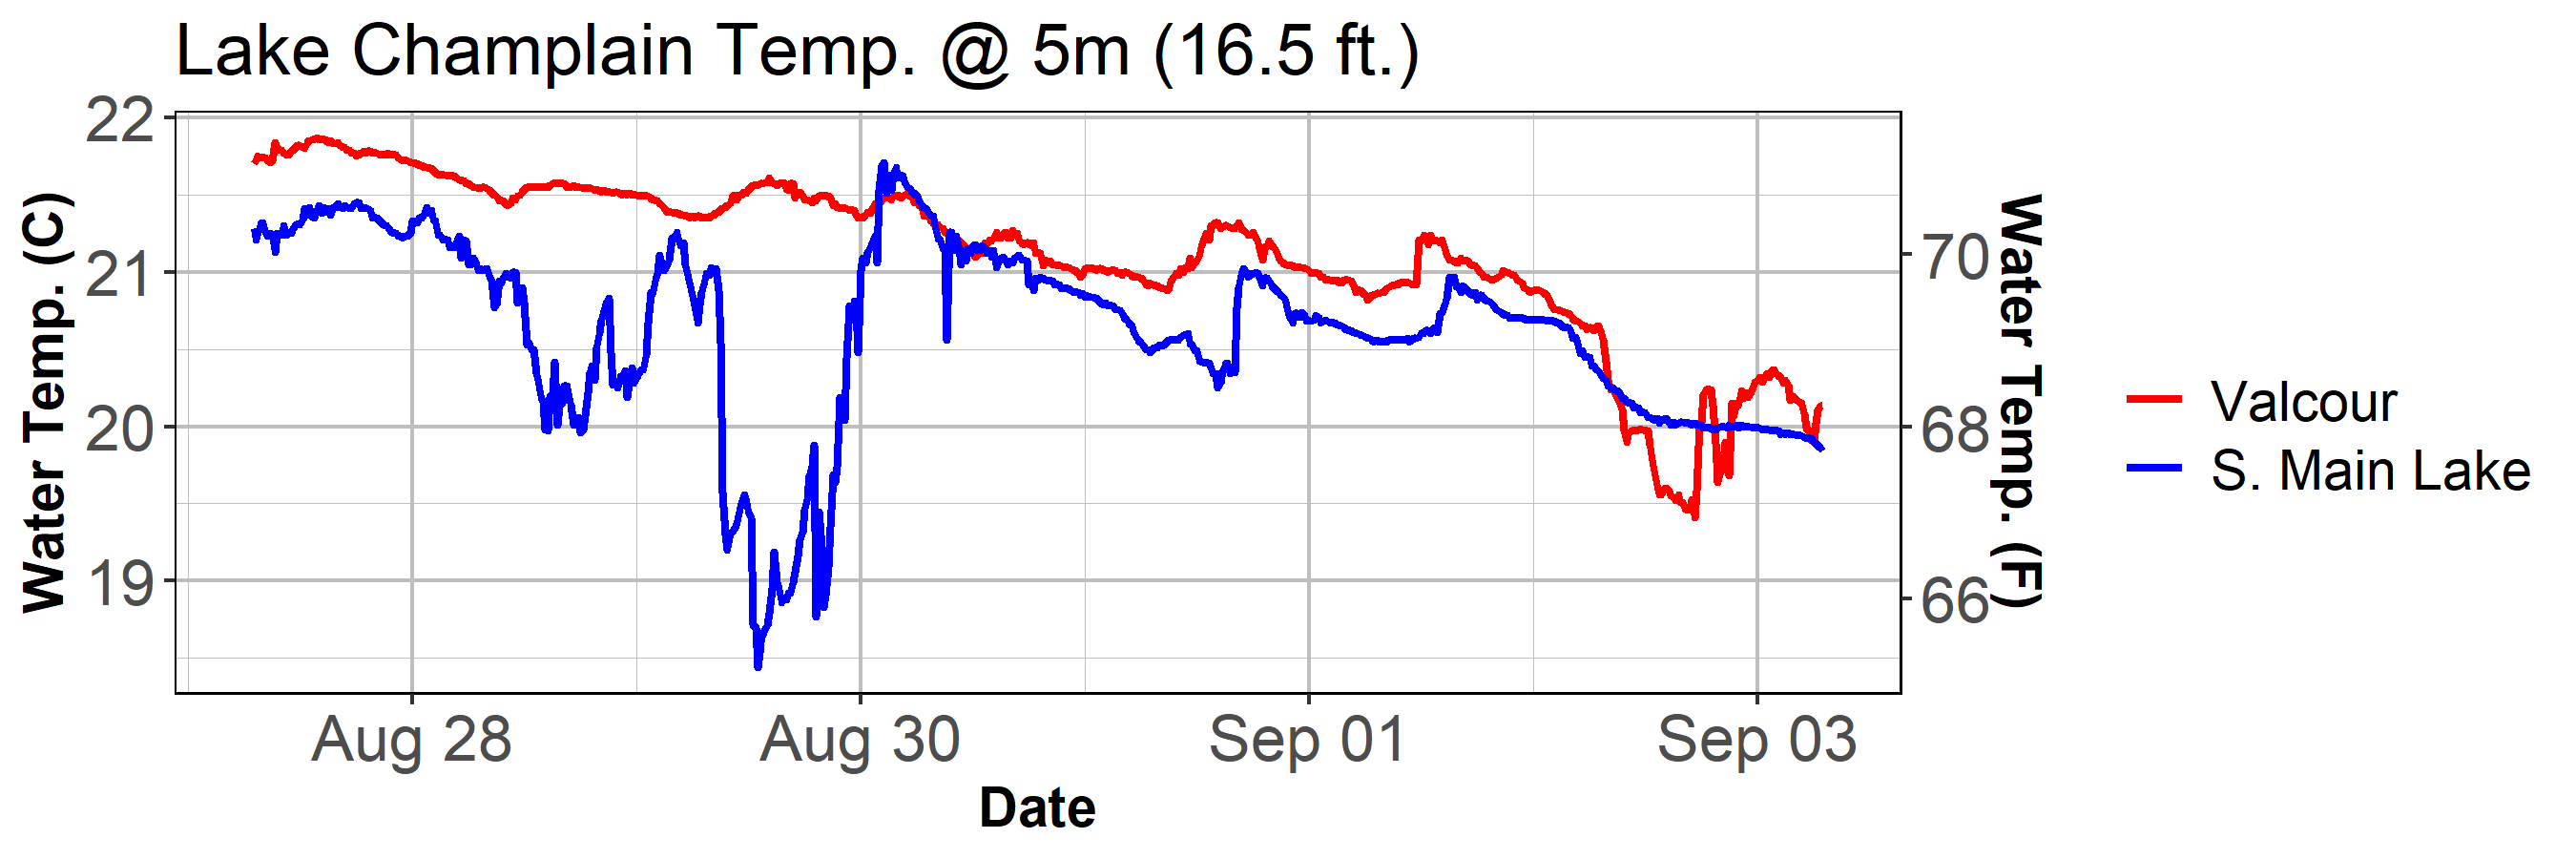 Lake Champlain Temp. @ 5m (16.5 ft.)
Water Temp. (C)
22
21
20
19
70
68
66
Water Temp. (F)
Aug 28
Aug 30
Sep 01
Sep 03
Date
Valcour
S. Main Lake